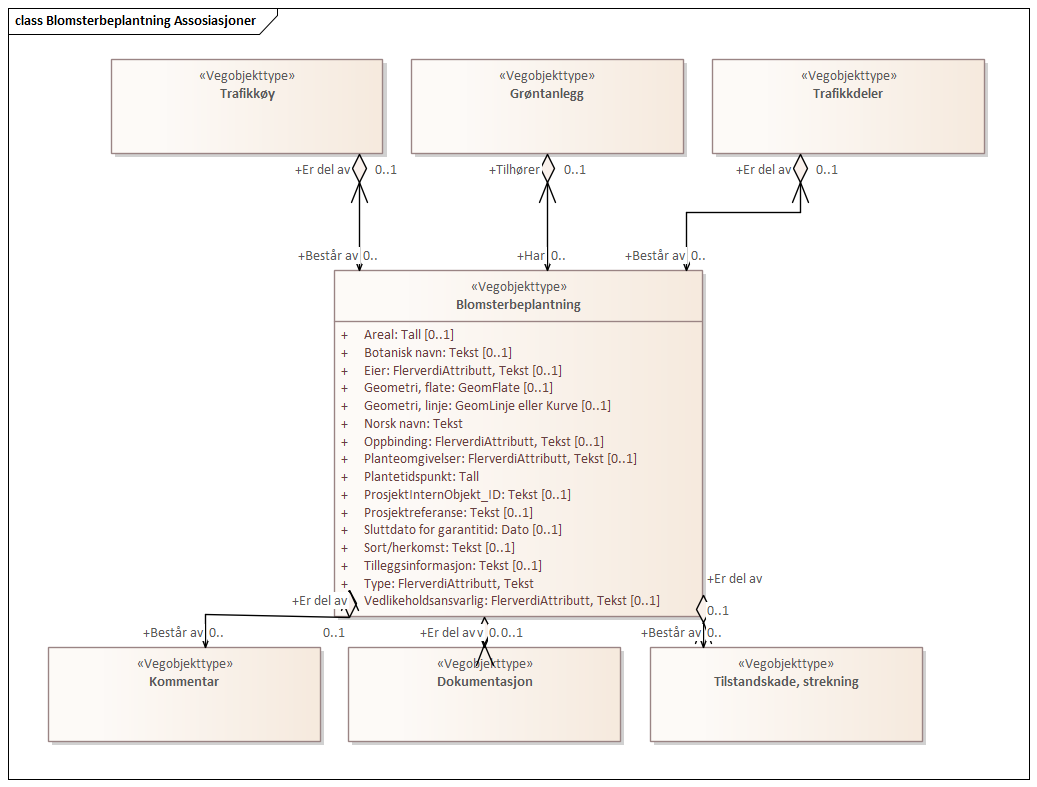 class Blomsterbeplantning Assosiasjoner
«Vegobjekttype»
Trafikkøy
«Vegobjekttype»
Grøntanlegg
«Vegobjekttype»
Trafikkdeler
+Er del av 0..1
+Tilhører 0..1
+Er del av 0..1
+Består av 0..
+Har 0..
+Består av 0..
«Vegobjekttype»
Blomsterbeplantning
+ Areal: Tall [0..1]
+ Botanisk navn: Tekst [0..1]
+ Eier: FlerverdiAttributt, Tekst [0..1]
+ Geometri, flate: GeomFlate [0..1]
+ Geometri, linje: GeomLinje eller Kurve [0..1]
+ Norsk navn: Tekst
+ Oppbinding: FlerverdiAttributt, Tekst [0..1]
+ Planteomgivelser: FlerverdiAttributt, Tekst [0..1]
+ Plantetidspunkt: Tall
+ ProsjektInternObjekt_ID: Tekst [0..1]
+ Prosjektreferanse: Tekst [0..1]
+ Sluttdato for garantitid: Dato [0..1]
+ Sort/herkomst: Tekst [0..1]
+ Tilleggsinformasjon: Tekst [0..1]
+ Type: FlerverdiAttributt, Tekst
Vedlikeholdsansvarlig: FlerverdiAttributt, Tekst [0..1]
+Er del av
+Er del av
0..1
+Består av 0..
0..1
+Er del av v 0..0..1
+Består av 0..
«Vegobjekttype»
Kommentar
«Vegobjekttype»
Dokumentasjon
«Vegobjekttype»
Tilstandskade, strekning